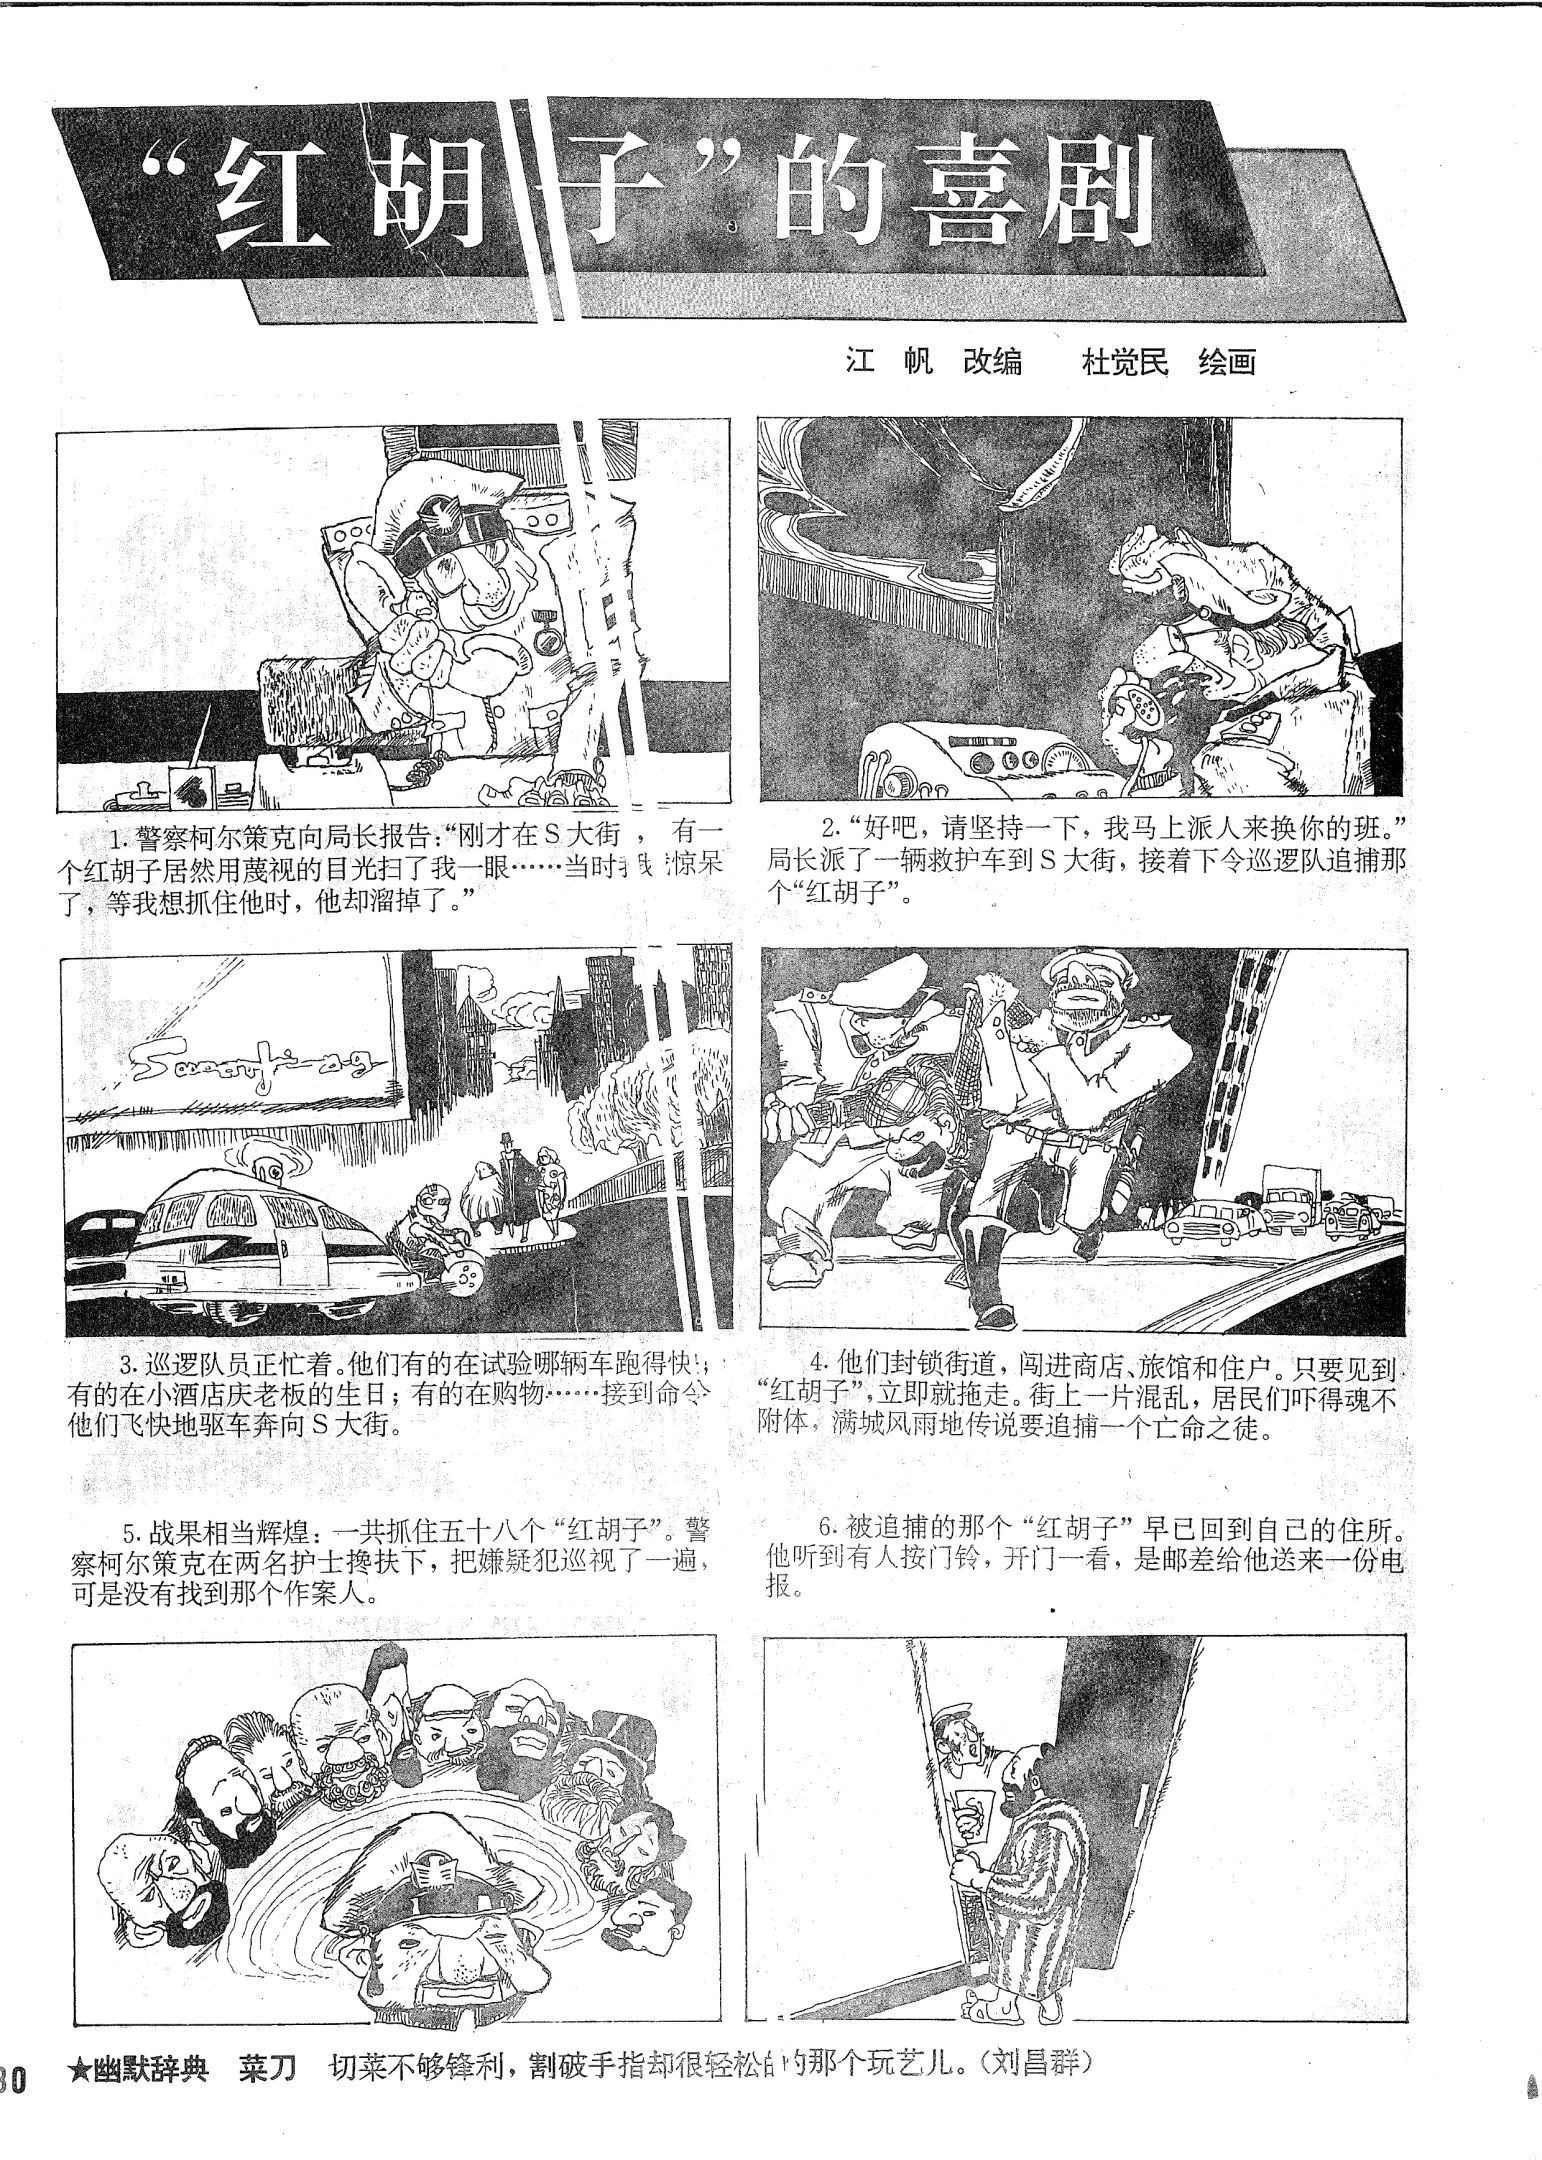 “红胡子”的喜剧
江 帆 改编 杜觉民 绘画
1. 警察柯尔策克向局长报告：“刚才在S大街，有一
个红胡子居然用蔑视的目光扫了我一眼……当时我惊呆
了，等我想抓住他时，他却溜掉了。”
2. “好吧，请坚持一下，我马上派人来换你的班。”
局长派了一辆救护车到S大街，接着下令巡逻队追捕那
个“红胡子”。
3. 巡逻队员正忙着。他们有的在试验哪辆车跑得快；
有的在小酒店庆老板的生日；有的在购物……接到命令
他们飞快地驱车奔向S大街。
4. 他们封锁街道，闯进商店、旅馆和住户。只要见到
“红胡子”，立即就拖走。街上一片混乱，居民们吓得魂不
附体，满城风雨地传说要追捕一个亡命之徒。
5. 战果相当辉煌：一共抓住五十八个“红胡子”。警
察柯尔策克在两名护士搀扶下，把嫌疑犯巡视了一遍，
可是没有找到那个作案人。
6. 被追捕的那个“红胡子”早已回到自己的住所。
他听到有人按门铃，开门一看，是邮差给他送来一份电
报。
★幽默辞典 菜刀 切菜不够锋利，割破手指却很轻松的那个玩艺儿。（刘昌群）